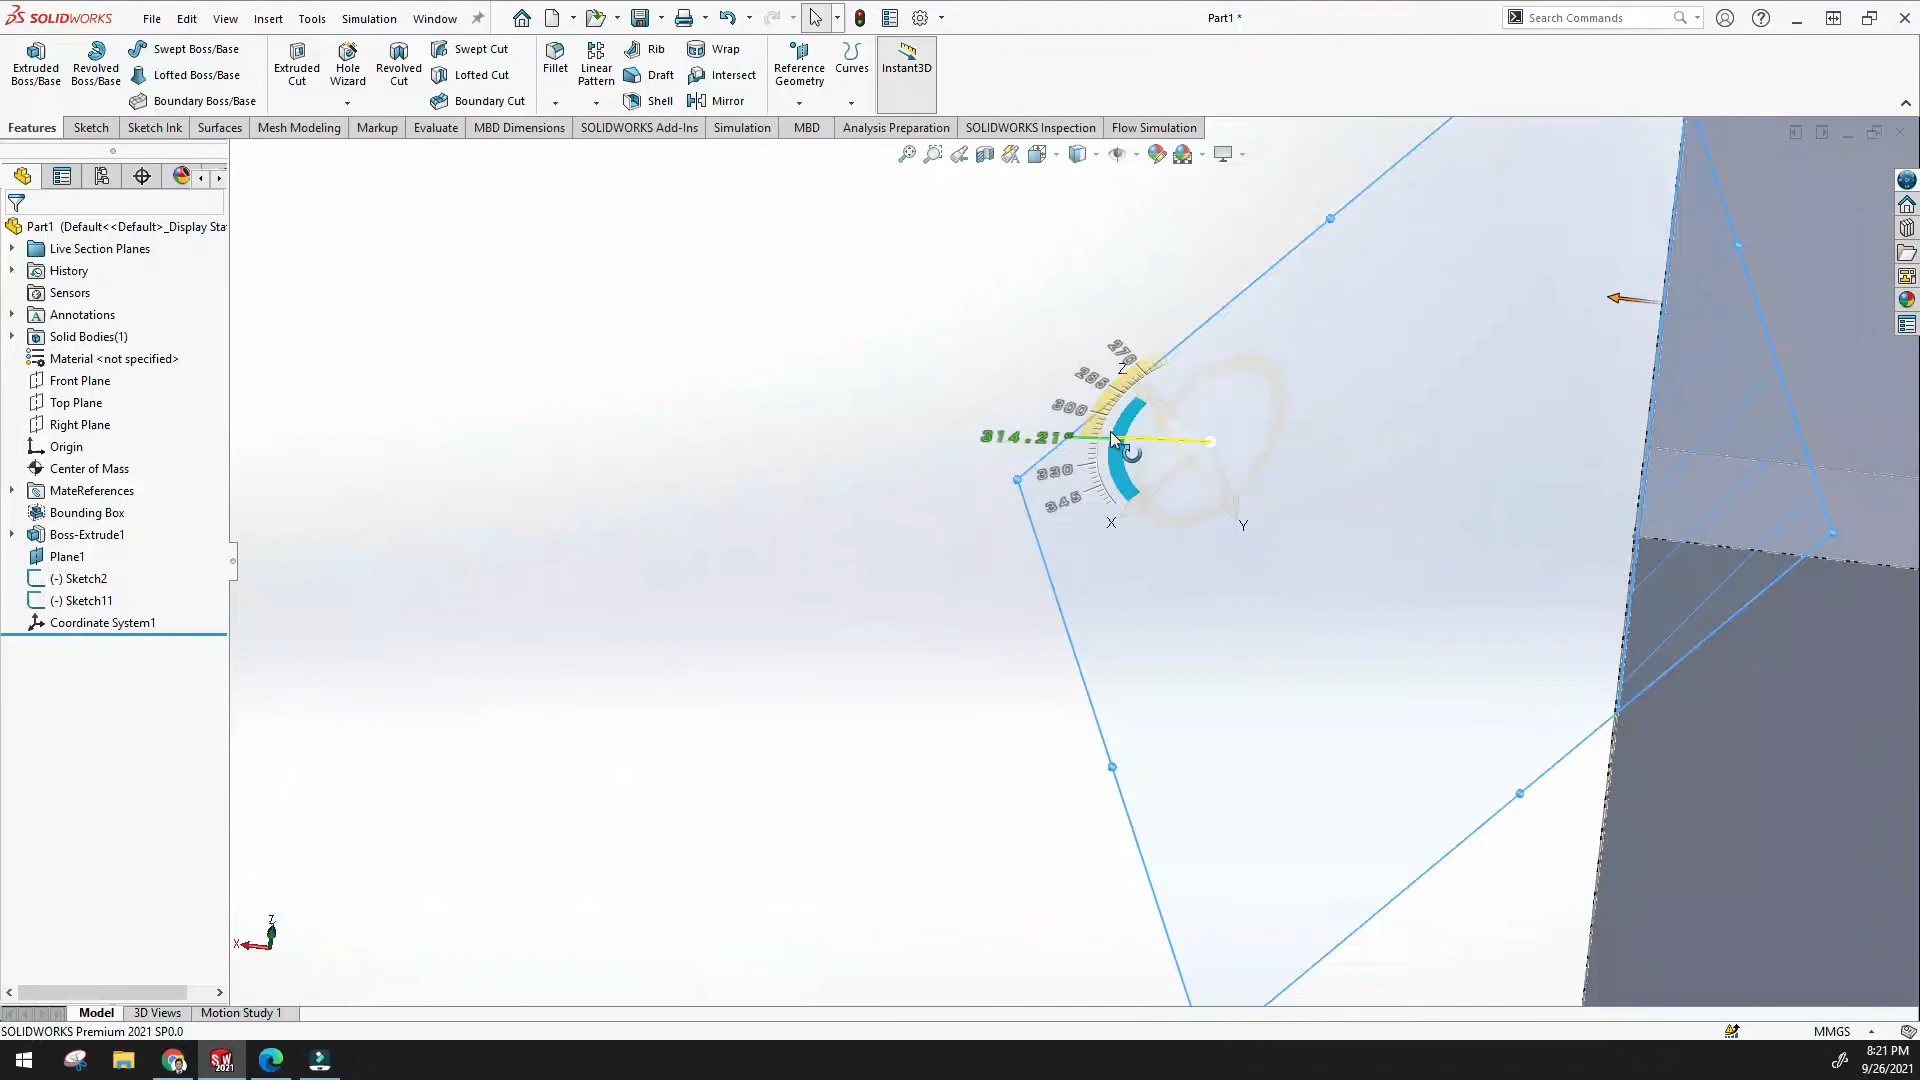 SOLIDWORKS File Edit View Insert Tools Simulation Window Part1 * Search Commands
Extruded Boss/Base
Revolved Boss/Base
Swept Boss/Base
Lofted Boss/Base
Boundary Boss/Base
Extruded Cut
Hole Wizard
Revolved Cut
Swept Cut
Lofted Cut
Boundary Cut
Fillet
Linear Pattern
Rib
Draft
Shell
Wrap
Intersect
Mirror
Reference Geometry
Curves
Instant3D
Features Sketch Sketch Ink Surfaces Mesh Modeling Markup Evaluate MBD Dimensions SOLIDWORKS Add-Ins Simulation MBD Analysis Preparation SOLIDWORKS Inspection Flow Simulation
Part1 (Default<<Default>_Display Sta
Live Section Planes
History
Sensors
Annotations
Solid Bodies(1)
Material <not specified>
Front Plane
Top Plane
Right Plane
Origin
Center of Mass
MateReferences
Bounding Box
Boss-Extrude1
Plane1
(-) Sketch2
(-) Sketch11
Coordinate System1
270
Z
285
300
314.21°
330
345
X
Y
Z
X
Model 3D Views Motion Study 1
SOLIDWORKS Premium 2021 SP0.0 MMGS
SW 2021
8:21 PM
9/26/2021